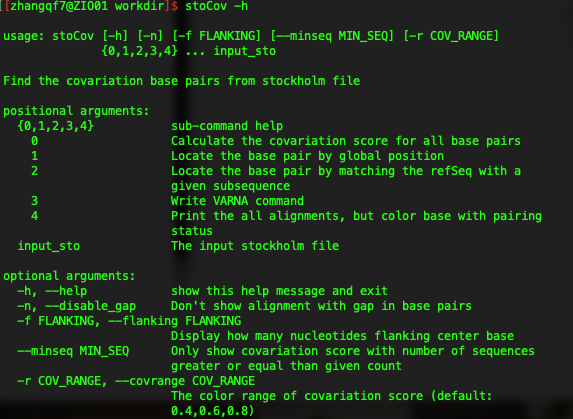 [[zhangqf7@ZIO01 workdir]$ stoCov -h
usage: stoCov [-h] [-n] [-f FLANKING] [--minseq MIN_SEQ] [-r COV_RANGE]
{0,1,2,3,4} ... input_sto
Find the covariation base pairs from stockholm file
positional arguments:
{0,1,2,3,4} sub-command help
0 Calculate the covariation score for all base pairs
1 Locate the base pair by global position
2 Locate the base pair by matching the refSeq with a
given subsequence
3 Write VARNA command
4 Print the all alignments, but color base with pairing
status
input_sto The input stockholm file
optional arguments:
-h, --help show this help message and exit
-n, --disable_gap Don't show alignment with gap in base pairs
-f FLANKING, --flanking FLANKING
Display how many nucleotides flanking center base
--minseq MIN_SEQ Only show covariation score with number of sequences
greater or equal than given count
-r COV_RANGE, --covrange COV_RANGE
The color range of covariation score (default:
0.4,0.6,0.8)